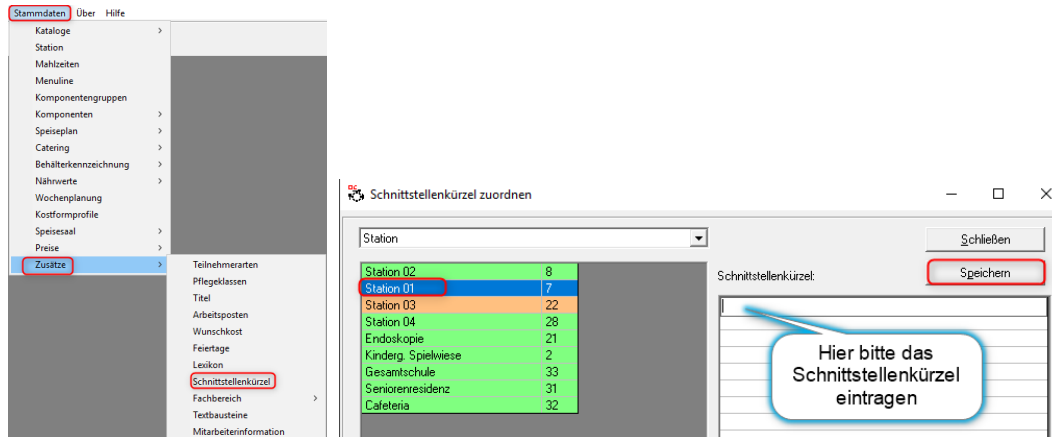 Stammdaten Über Hilfe
Kataloge >
Station
Mahlzeiten
Menuline
Komponentengruppen
Komponenten >
Speiseplan >
Catering >
Behälterkennzeichnung >
Nährwerte >
Wochenplanung
Kostformprofile
Speisesaal >
Preise >
Zusätze >
Teilnehmerarten
Pflegeklassen
Titel
Arbeitsposten
Wunschkost
Feiertage
Lexikon
Schnittstellenkürzel
Fachbereich >
Textbausteine
Mitarbeiterinformation
Schnittstellenkürzel zuordnen
Station
Schließen
Speichern
Schnittstellenkürzel:
Station 02 8
Station 01 7
Station 03 22
Station 04 28
Endoskopie 21
Kinderg. Spielwiese 2
Gesamtschule 33
Seniorenresidenz 31
Cafeteria 32
Hier bitte das
Schnittstellenkürzel
eintragen